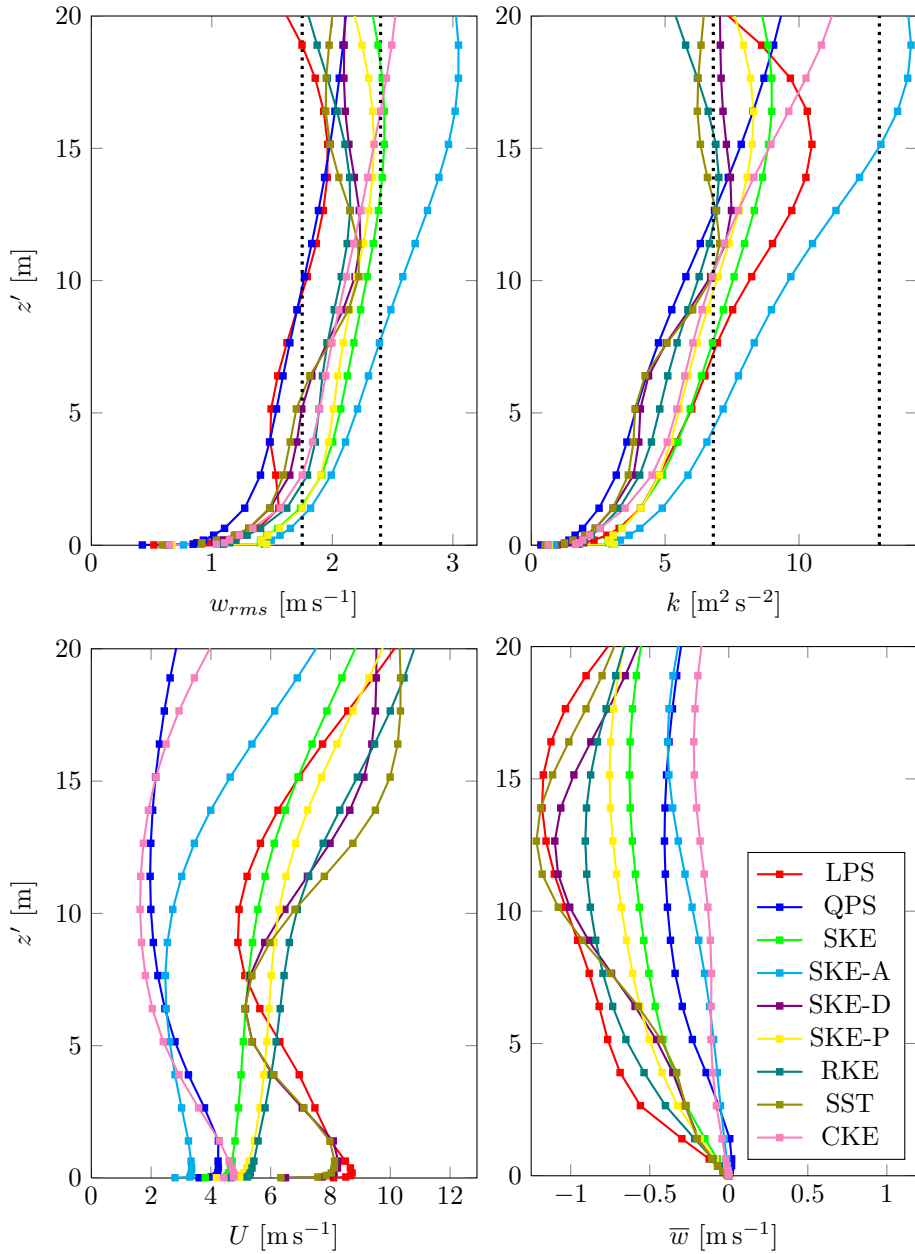 20
15
10
5
0
z′ [m]
0 1 2 3
w_rms [m s⁻¹]
20
15
10
5
0
0 5 10
k [m² s⁻²]
20
15
10
5
0
z′ [m]
0 2 4 6 8 10 12
U [m s⁻¹]
20
15
10
5
0
−1 −0.5 0 0.5 1
w̅ [m s⁻¹]
LPS
QPS
SKE
SKE-A
SKE-D
SKE-P
RKE
SST
CKE